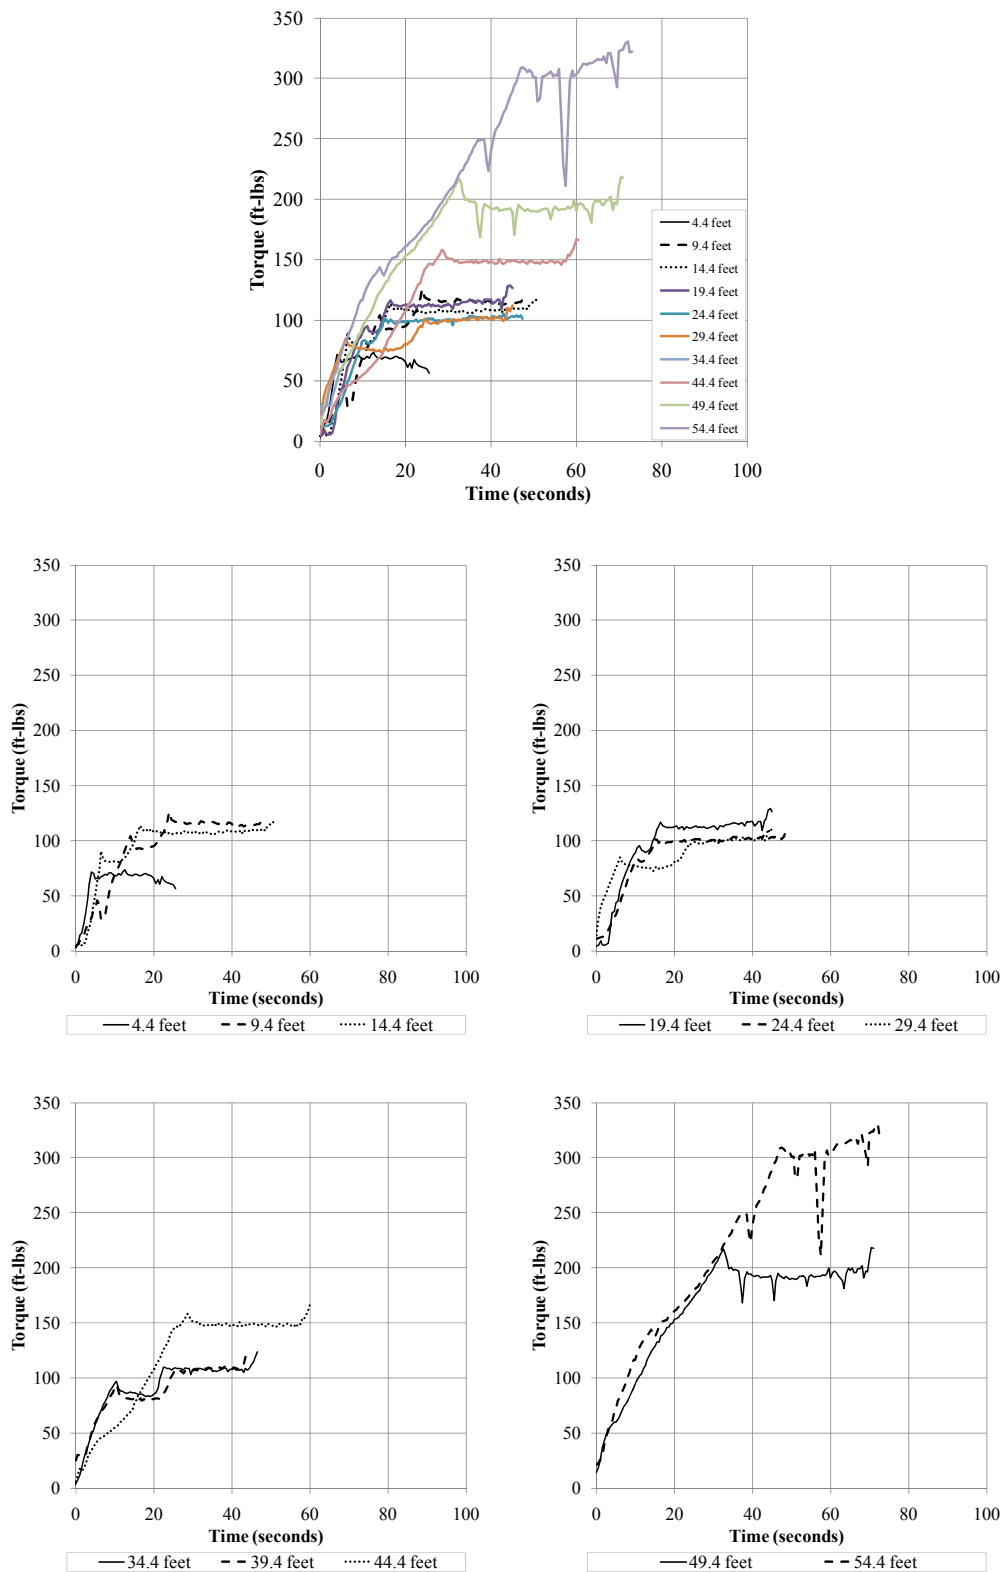 350
300
250
200
150
100
50
0
Torque (ft-lbs)
4.4 feet
9.4 feet
14.4 feet
19.4 feet
24.4 feet
29.4 feet
34.4 feet
44.4 feet
49.4 feet
54.4 feet
0 20 40 60 80 100
Time (seconds)
350
300
250
200
150
100
50
0
Torque (ft-lbs)
0 20 40 60 80 100
Time (seconds)
4.4 feet 9.4 feet 14.4 feet
350
300
250
200
150
100
50
0
Torque (ft-lbs)
0 20 40 60 80 100
Time (seconds)
19.4 feet 24.4 feet 29.4 feet
350
300
250
200
150
100
50
0
Torque (ft-lbs)
0 20 40 60 80 100
Time (seconds)
34.4 feet 39.4 feet 44.4 feet
350
300
250
200
150
100
50
0
Torque (ft-lbs)
0 20 40 60 80 100
Time (seconds)
49.4 feet 54.4 feet